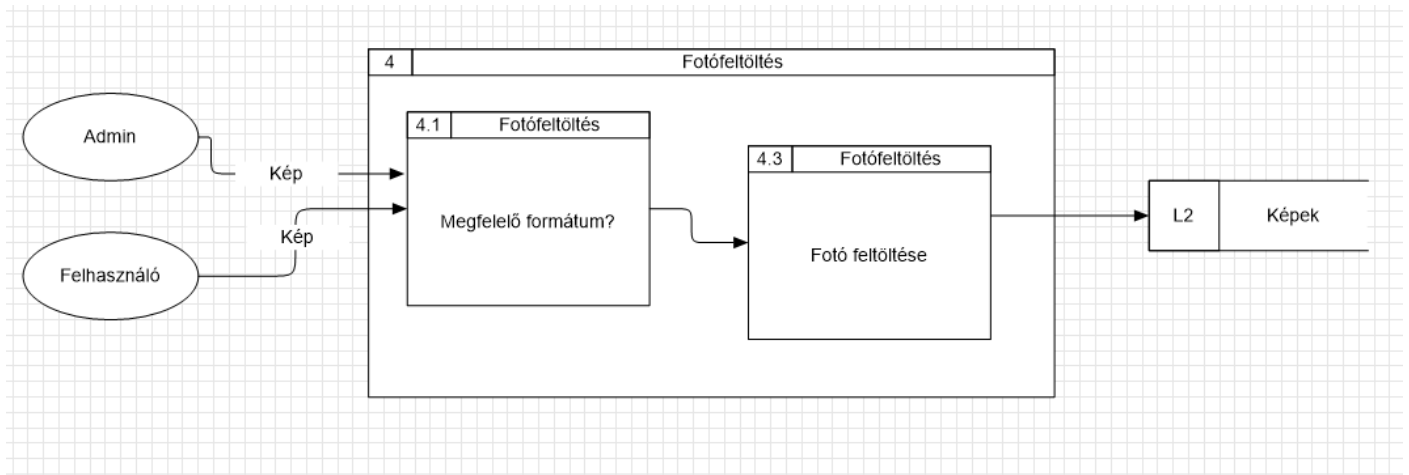 4 Fotófeltöltés
4.1 Fotófeltöltés
Admin
Kép
Megfelelő formátum?
Kép
Felhasználó
4.3 Fotófeltöltés
Fotó feltöltése
L2 Képek